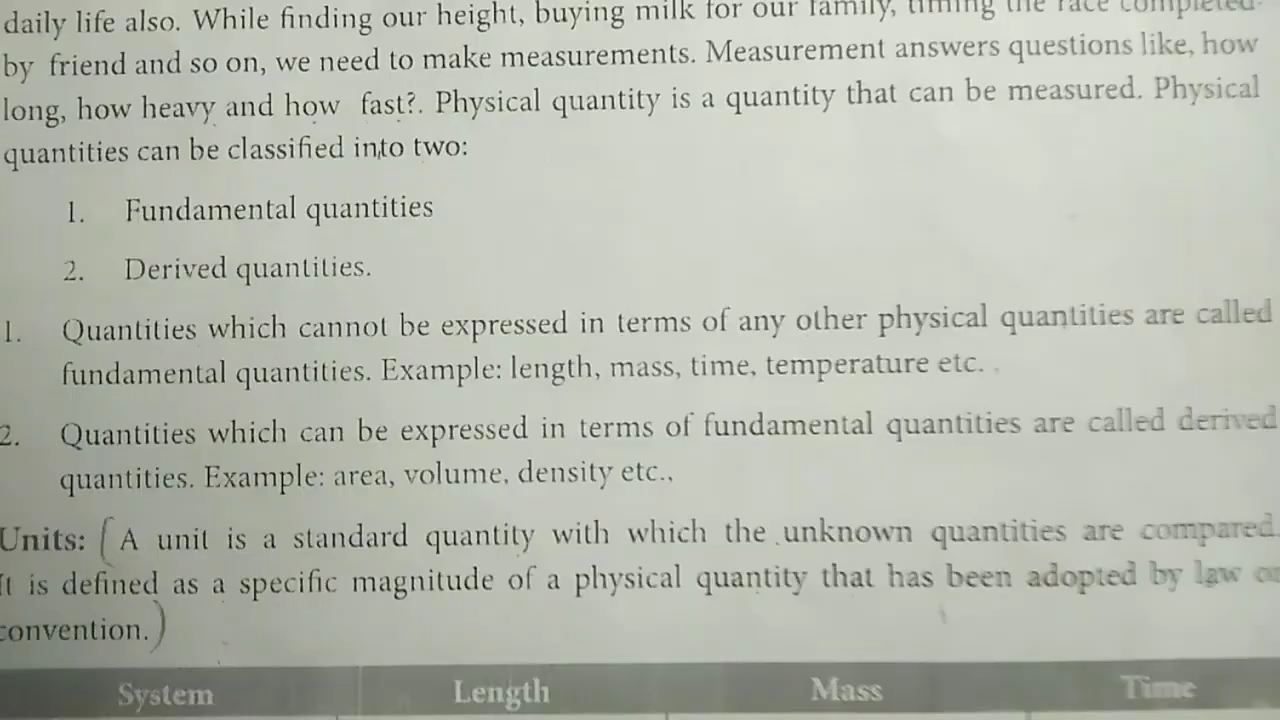 daily life also. While finding our height, buying milk for our family, timing the race completed
by friend and so on, we need to make measurements. Measurement answers questions like, how
long, how heavy and how fast?. Physical quantity is a quantity that can be measured. Physical
quantities can be classified into two:
1. Fundamental quantities
2. Derived quantities.
1. Quantities which cannot be expressed in terms of any other physical quantities are called
fundamental quantities. Example: length, mass, time, temperature etc.
2. Quantities which can be expressed in terms of fundamental quantities are called derived
quantities. Example: area, volume, density etc.,
Units: (A unit is a standard quantity with which the unknown quantities are compared.
It is defined as a specific magnitude of a physical quantity that has been adopted by law or
convention.)
System Length Mass Time